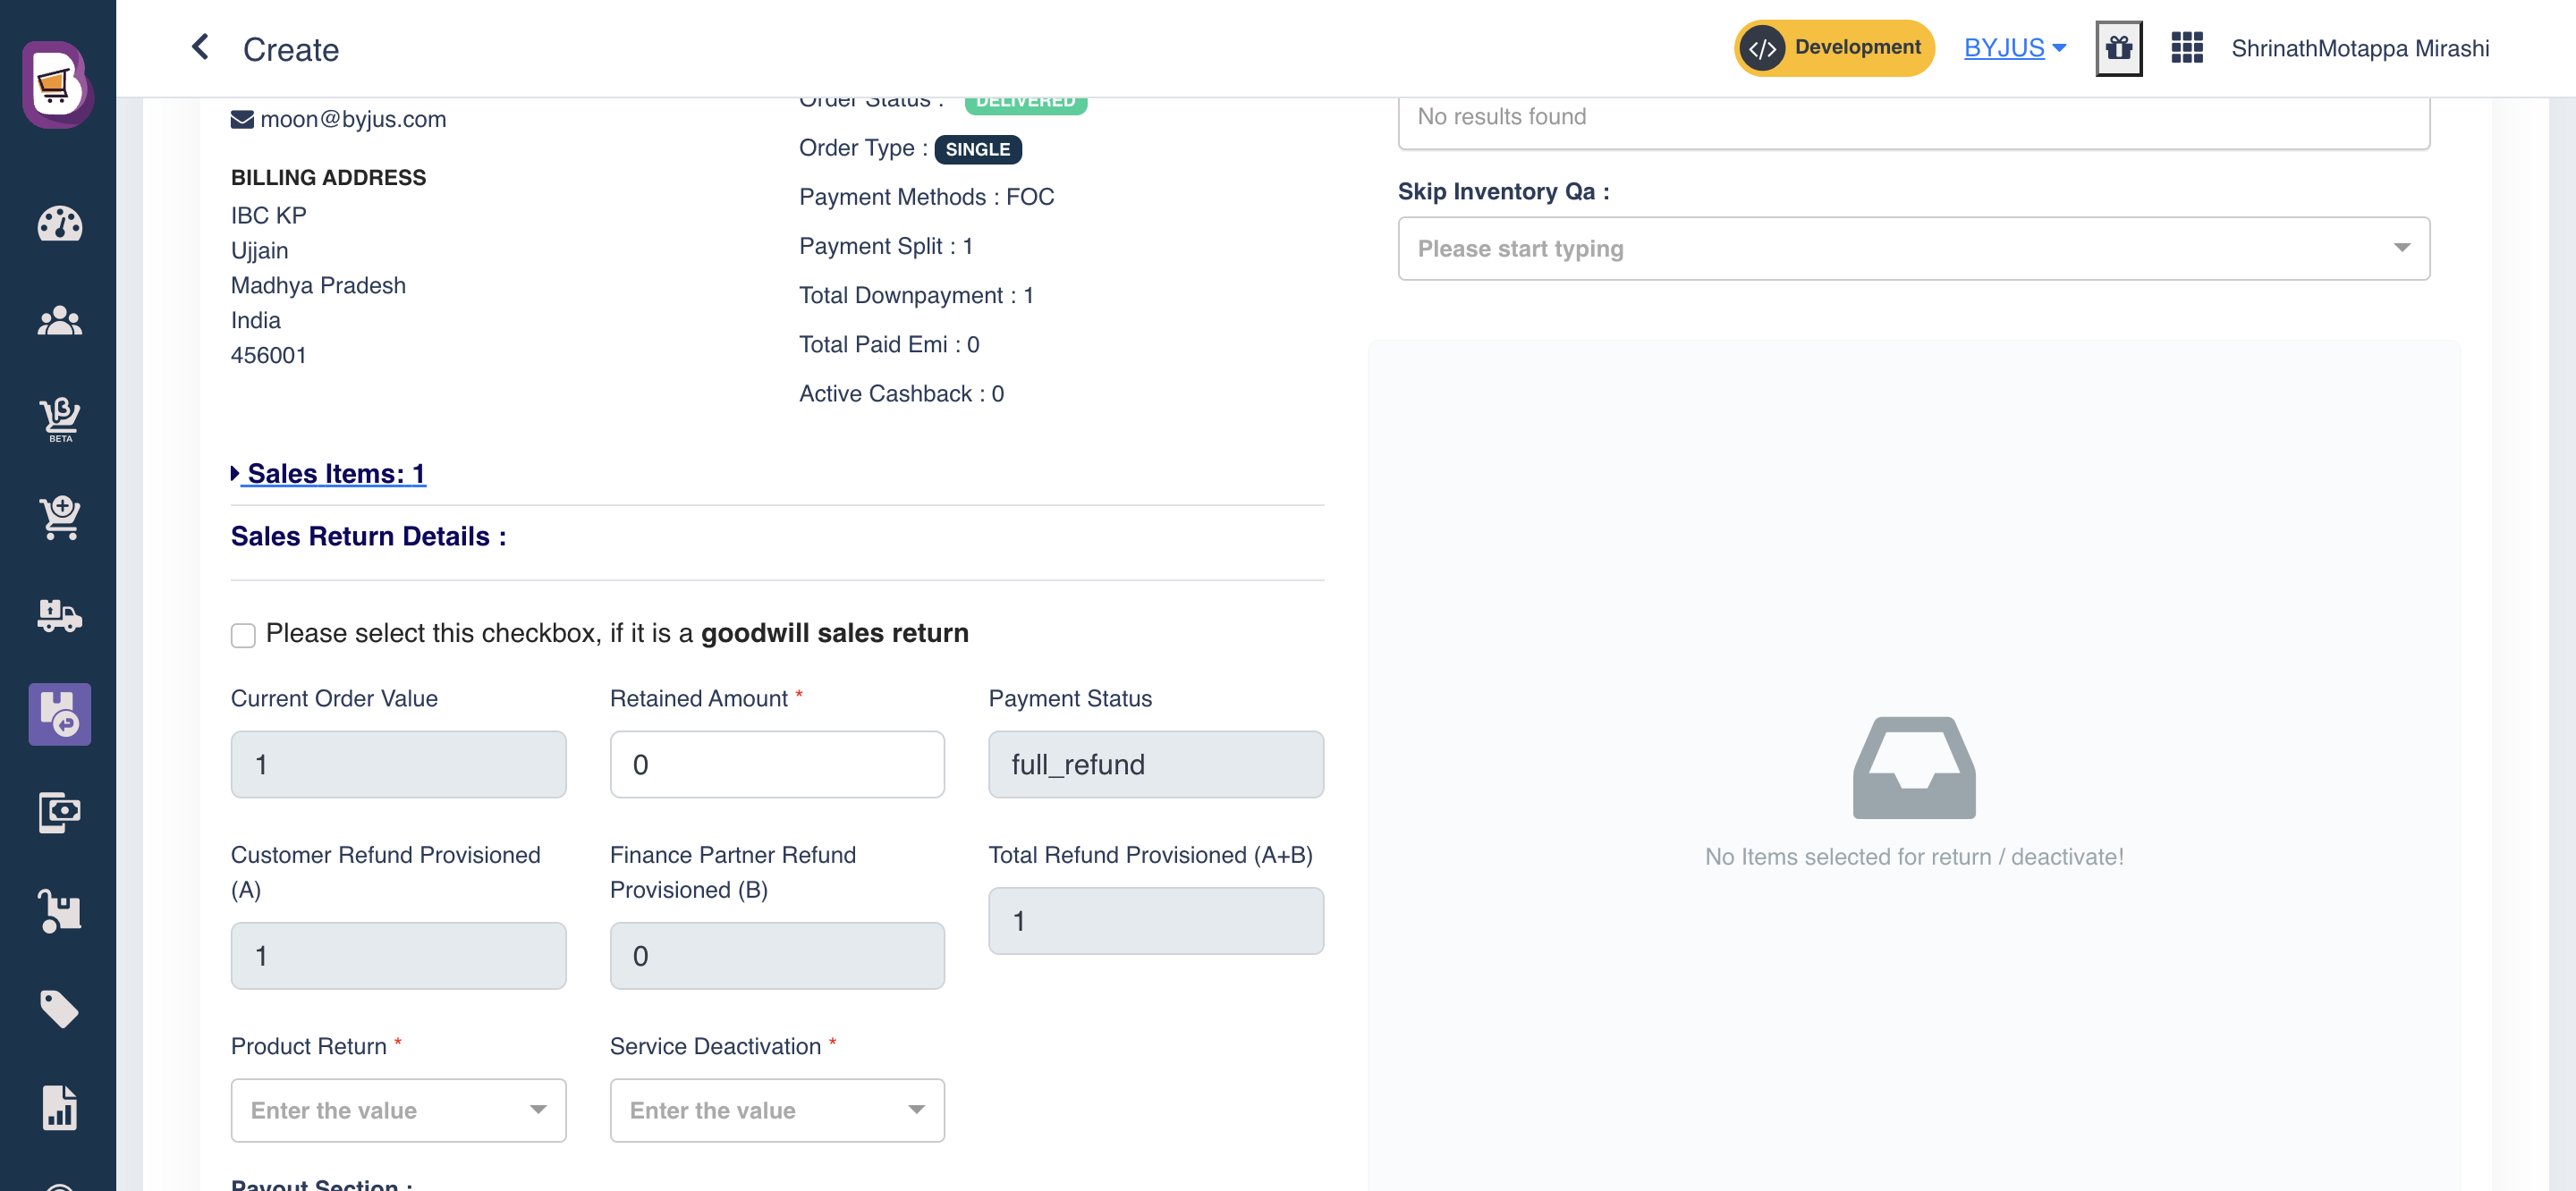 Create
Development
BYJUS
ShrinathMotappa Mirashi
BETA
moon@byjus.com
BILLING ADDRESS
IBC KP
Ujjain
Madhya Pradesh
India
456001
Order Status : DELIVERED
Order Type : SINGLE
Payment Methods : FOC
Payment Split : 1
Total Downpayment : 1
Total Paid Emi : 0
Active Cashback : 0
No results found
Skip Inventory Qa :
Please start typing
Sales Items: 1
Sales Return Details :
Please select this checkbox, if it is a goodwill sales return
Current Order Value
1
Retained Amount *
0
Payment Status
full_refund
Customer Refund Provisioned
(A)
1
Finance Partner Refund
Provisioned (B)
0
Total Refund Provisioned (A+B)
1
Product Return *
Enter the value
Service Deactivation *
Enter the value
Payout Section :
No Items selected for return / deactivate!